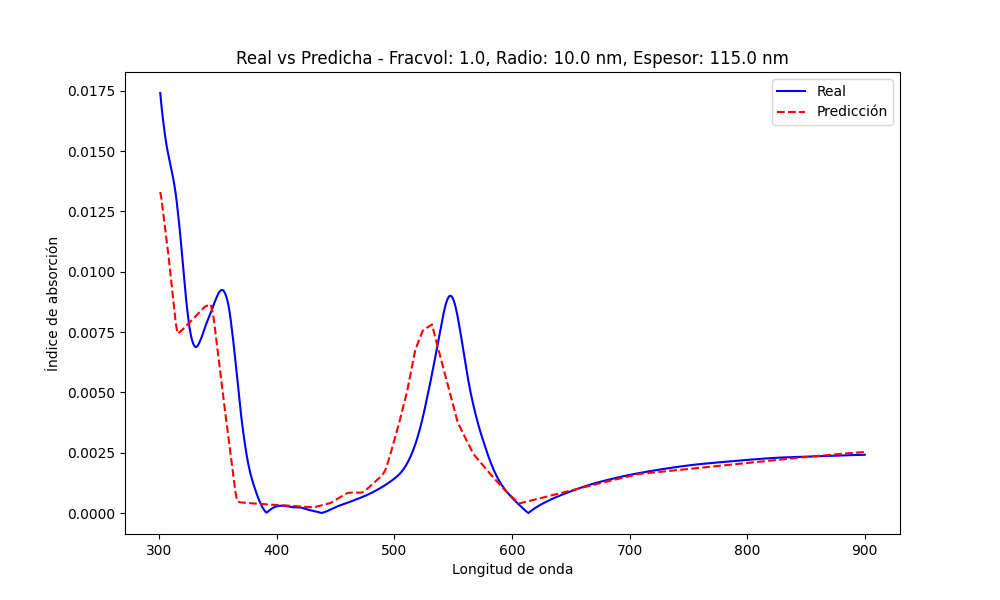 Real vs Predicha - Fracvol: 1.0, Radio: 10.0 nm, Espesor: 115.0 nm
Real
Predicción
Índice de absorción
0.0175
0.0150
0.0125
0.0100
0.0075
0.0050
0.0025
0.0000
300 400 500 600 700 800 900
Longitud de onda